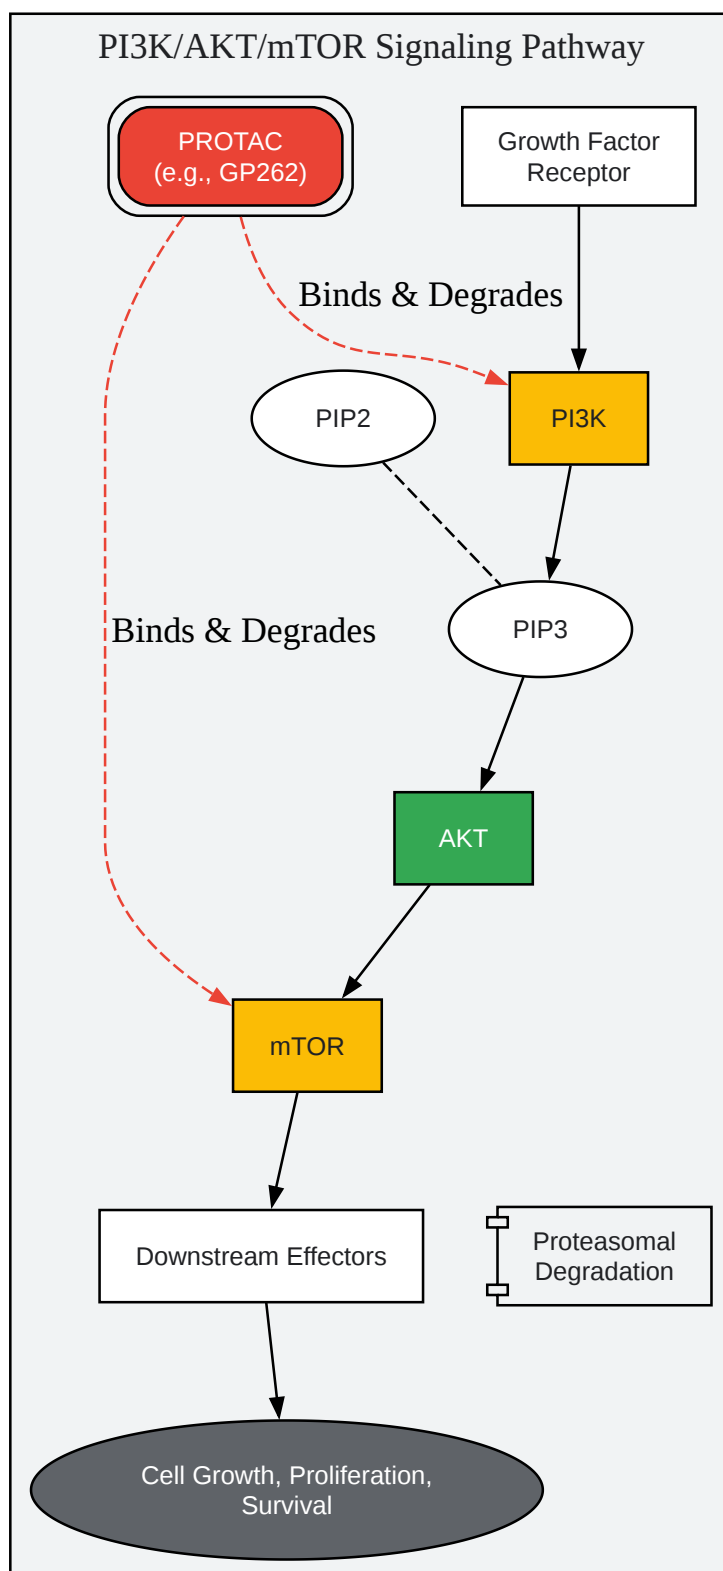 PI3K/AKT/mTOR Signaling Pathway
PROTAC
(e.g., GP262)
Growth Factor
Receptor
Binds & Degrades
PIP2
PI3K
Binds & Degrades
PIP3
AKT
mTOR
Downstream Effectors
Proteasomal
Degradation
Cell Growth, Proliferation,
Survival